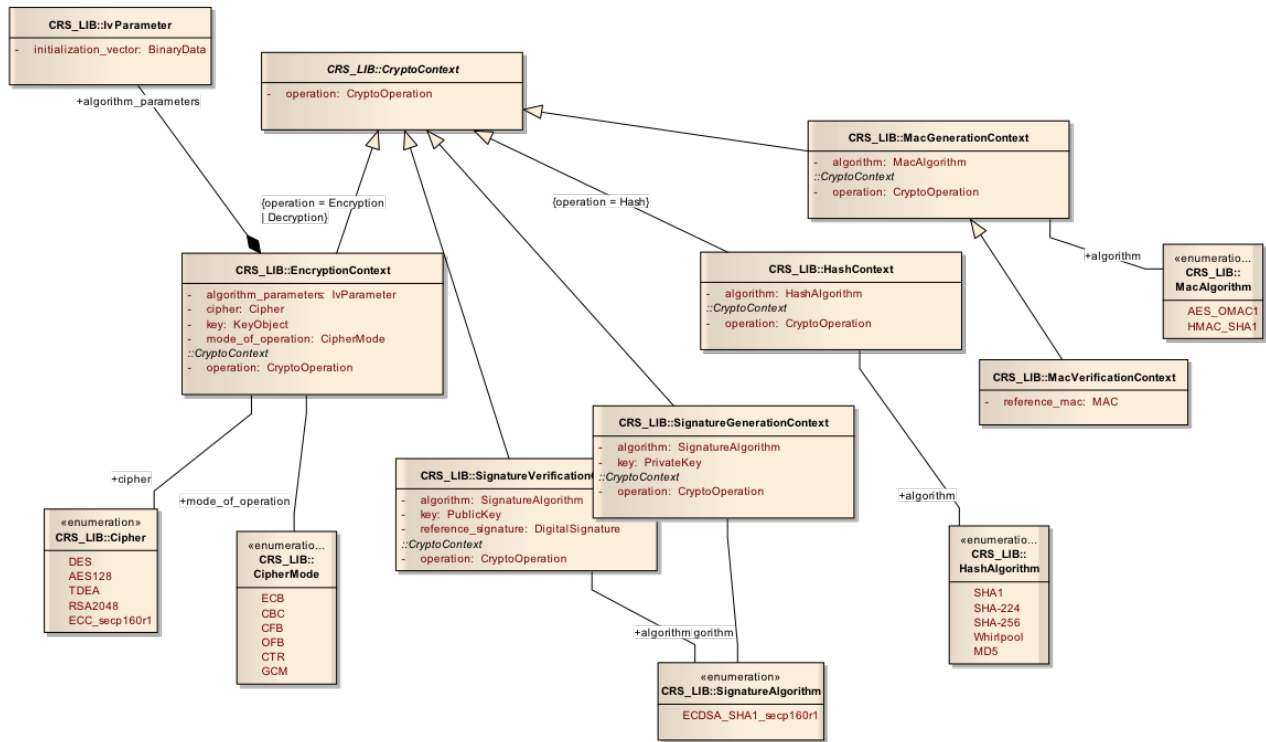 CRS_LIB::IvParameter
- initialization_vector: BinaryData
+algorithm_parameters
CRS_LIB::CryptoContext
- operation: CryptoOperation
CRS_LIB::MacGenerationContext
- algorithm: MacAlgorithm
::CryptoContext
- operation: CryptoOperation
{operation = Encryption
| Decryption}
{operation = Hash}
+algorithm
«enumeratio...
CRS_LIB::
MacAlgorithm
AES_OMAC1
HMAC_SHA1
CRS_LIB::EncryptionContext
- algorithm_parameters: IvParameter
- cipher: Cipher
- key: KeyObject
- mode_of_operation: CipherMode
::CryptoContext
- operation: CryptoOperation
CRS_LIB::HashContext
- algorithm: HashAlgorithm
::CryptoContext
- operation: CryptoOperation
CRS_LIB::MacVerificationContext
- reference_mac: MAC
CRS_LIB::SignatureGenerationContext
- algorithm: SignatureAlgorithm
- key: PrivateKey
::CryptoContext
- operation: CryptoOperation
CRS_LIB::SignatureVerification
- algorithm: SignatureAlgorithm
- key: PublicKey
- reference_signature: DigitalSignature
::CryptoContext
- operation: CryptoOperation
+cipher
+mode_of_operation
+algorithm
«enumeration»
CRS_LIB::Cipher
DES
AES128
TDEA
RSA2048
ECC_secp160r1
«enumeratio...
CRS_LIB::
CipherMode
ECB
CBC
CFB
OFB
CTR
GCM
«enumeratio...
CRS_LIB::
HashAlgorithm
SHA1
SHA-224
SHA-256
Whirlpool
MD5
+algorithm gorithm
«enumeration»
CRS_LIB::SignatureAlgorithm
ECDSA_SHA1_secp160r1